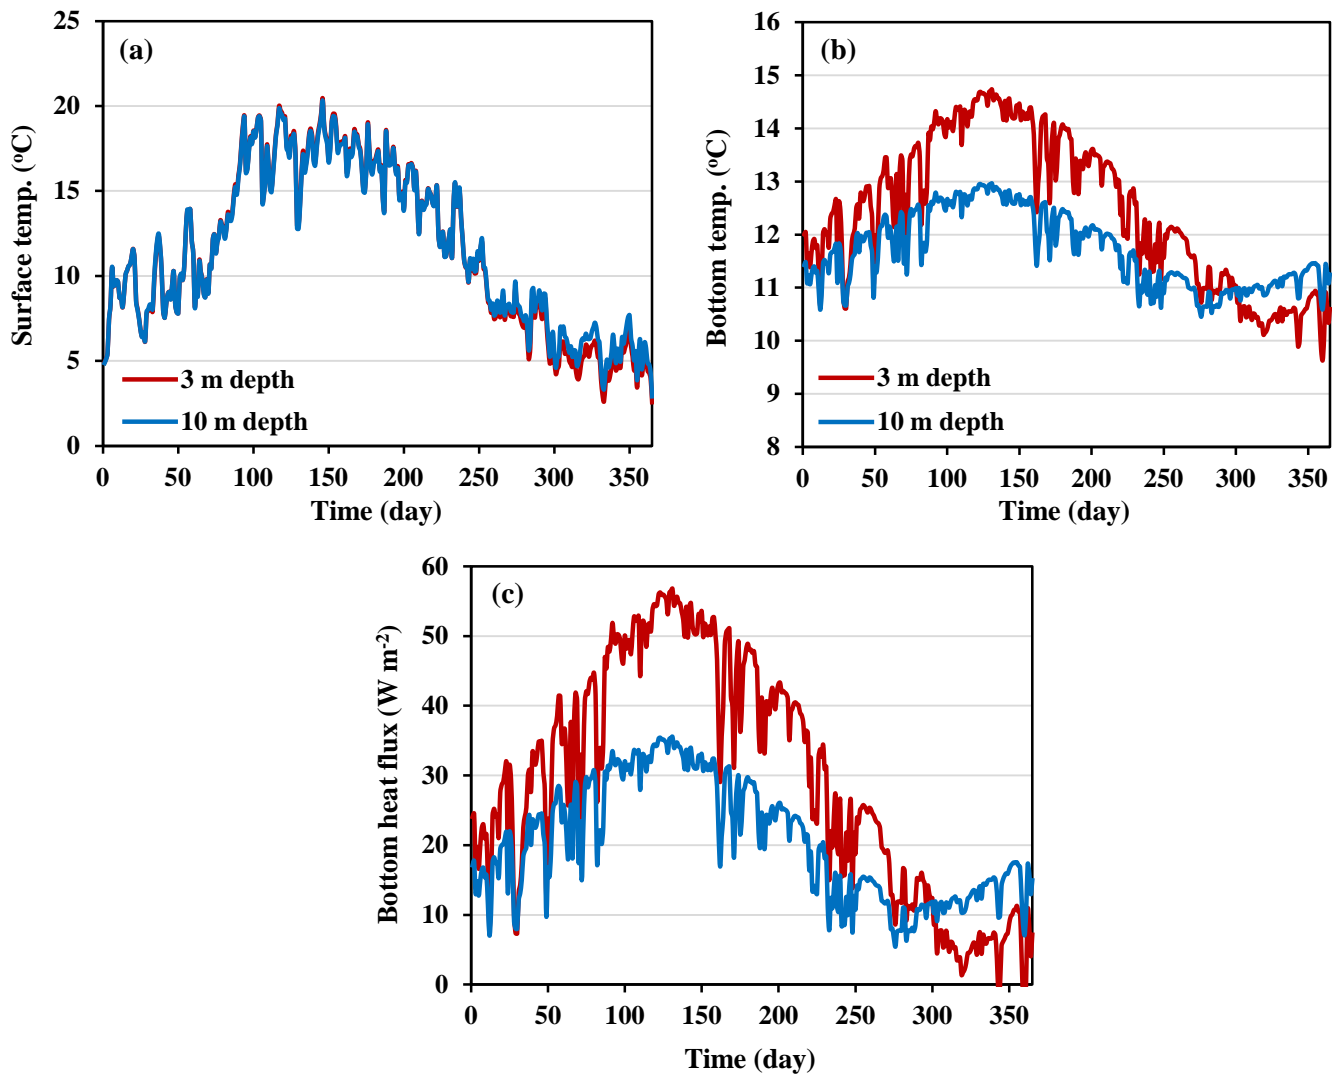 (a)
Surface temp. (ºC)
25
20
15
10
5
0
3 m depth
10 m depth
0 50 100 150 200 250 300 350
Time (day)
(b)
Bottom temp. (ºC)
16
15
14
13
12
11
10
9
8
3 m depth
10 m depth
0 50 100 150 200 250 300 350
Time (day)
(c)
Bottom heat flux (W m-2)
60
50
40
30
20
10
0
0 50 100 150 200 250 300 350
Time (day)